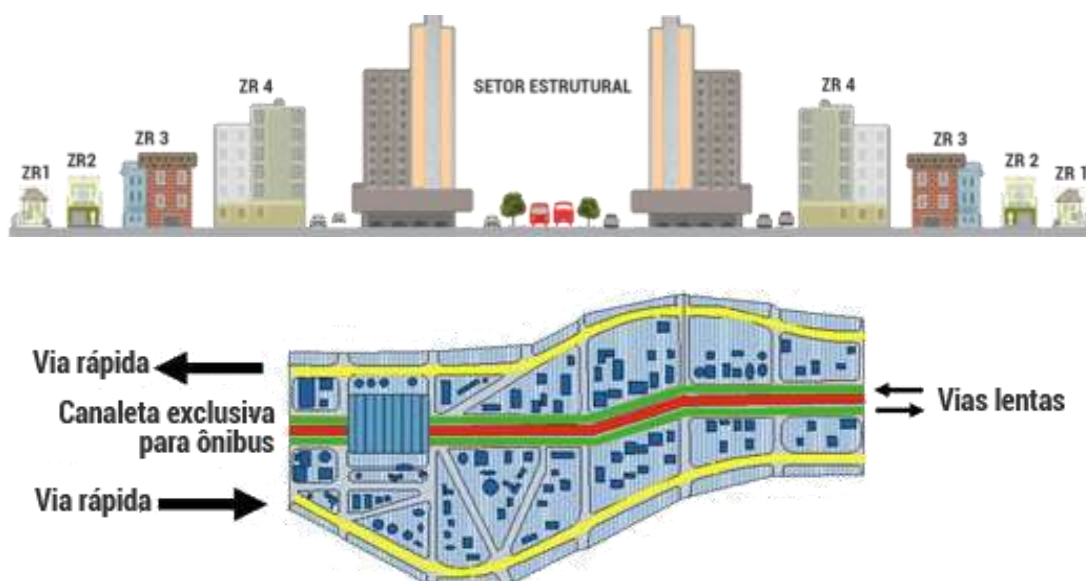 SETOR ESTRUTURAL
ZR 4
ZR 4
ZR 3
ZR 3
ZR2
ZR 2
ZR1
ZR 1
Via rápida
Canaleta exclusiva
para ônibus
Via rápida
Vias lentas